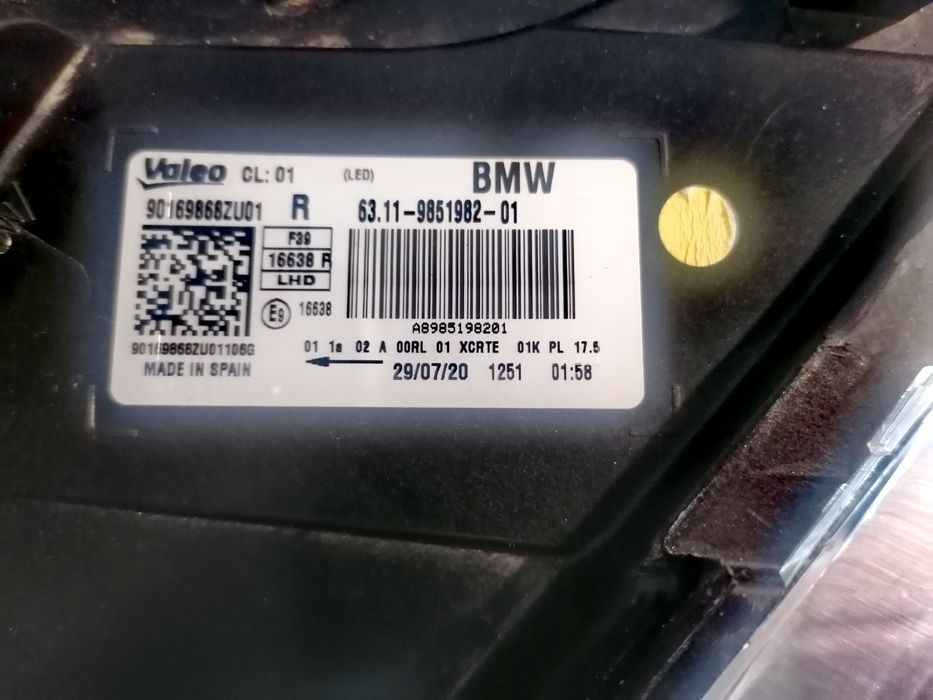 Valeo CL: 01 (LED) BMW
90169868ZU01 R 63.11-9851982-01
F39
16638 R
LHD
E9 16638
A8985198201
90169868ZU01106G 01 1a 02 A 00RL 01 XCRTE 01K PL 17.5
MADE IN SPAIN 29/07/20 1251 01:58